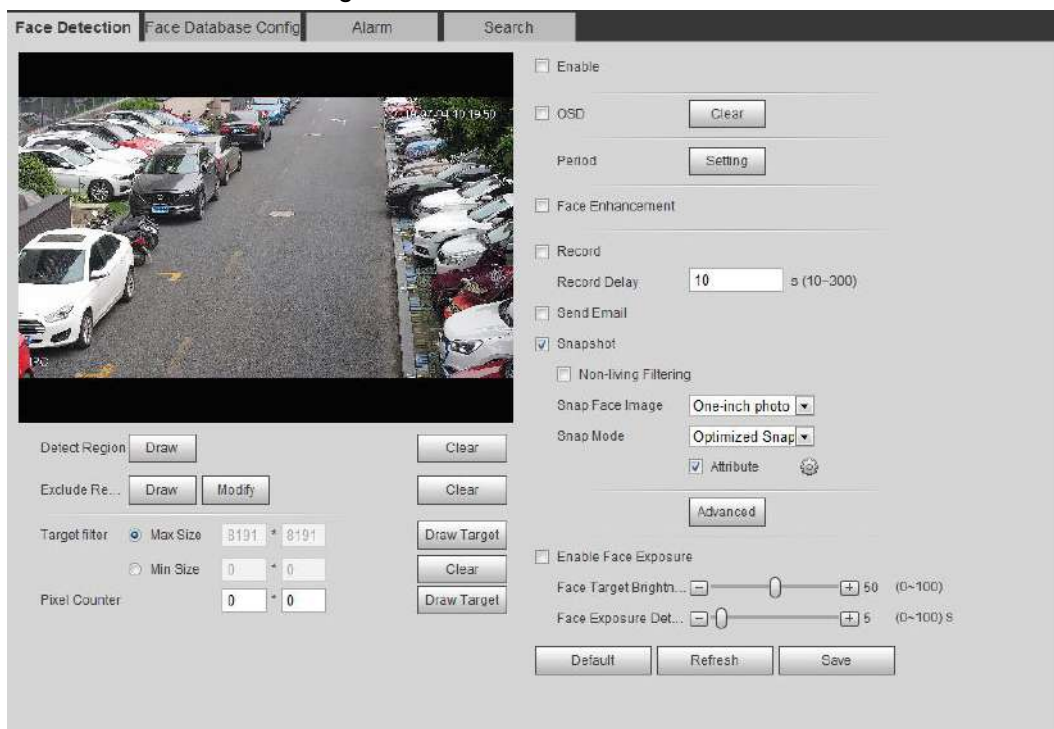 Face Detection Face Database Config Alarm Search
Enable
OSD Clear
Period Setting
Face Enhancement
Record
Record Delay 10 s (10~300)
Send Email
Snapshot
Non-living Filtering
Snap Face Image One-inch photo
Snap Mode Optimized Snap
Attribute
Advanced
Enable Face Exposure
Face Target Brightn... 50 (0~100)
Face Exposure Det... 5 (0~100) S
Default Refresh Save
Detect Region Draw Clear
Exclude Re... Draw Modify Clear
Target filter Max Size 8191 * 8191 Draw Target
Min Size 0 * 0 Clear
Pixel Counter 0 * 0 Draw Target